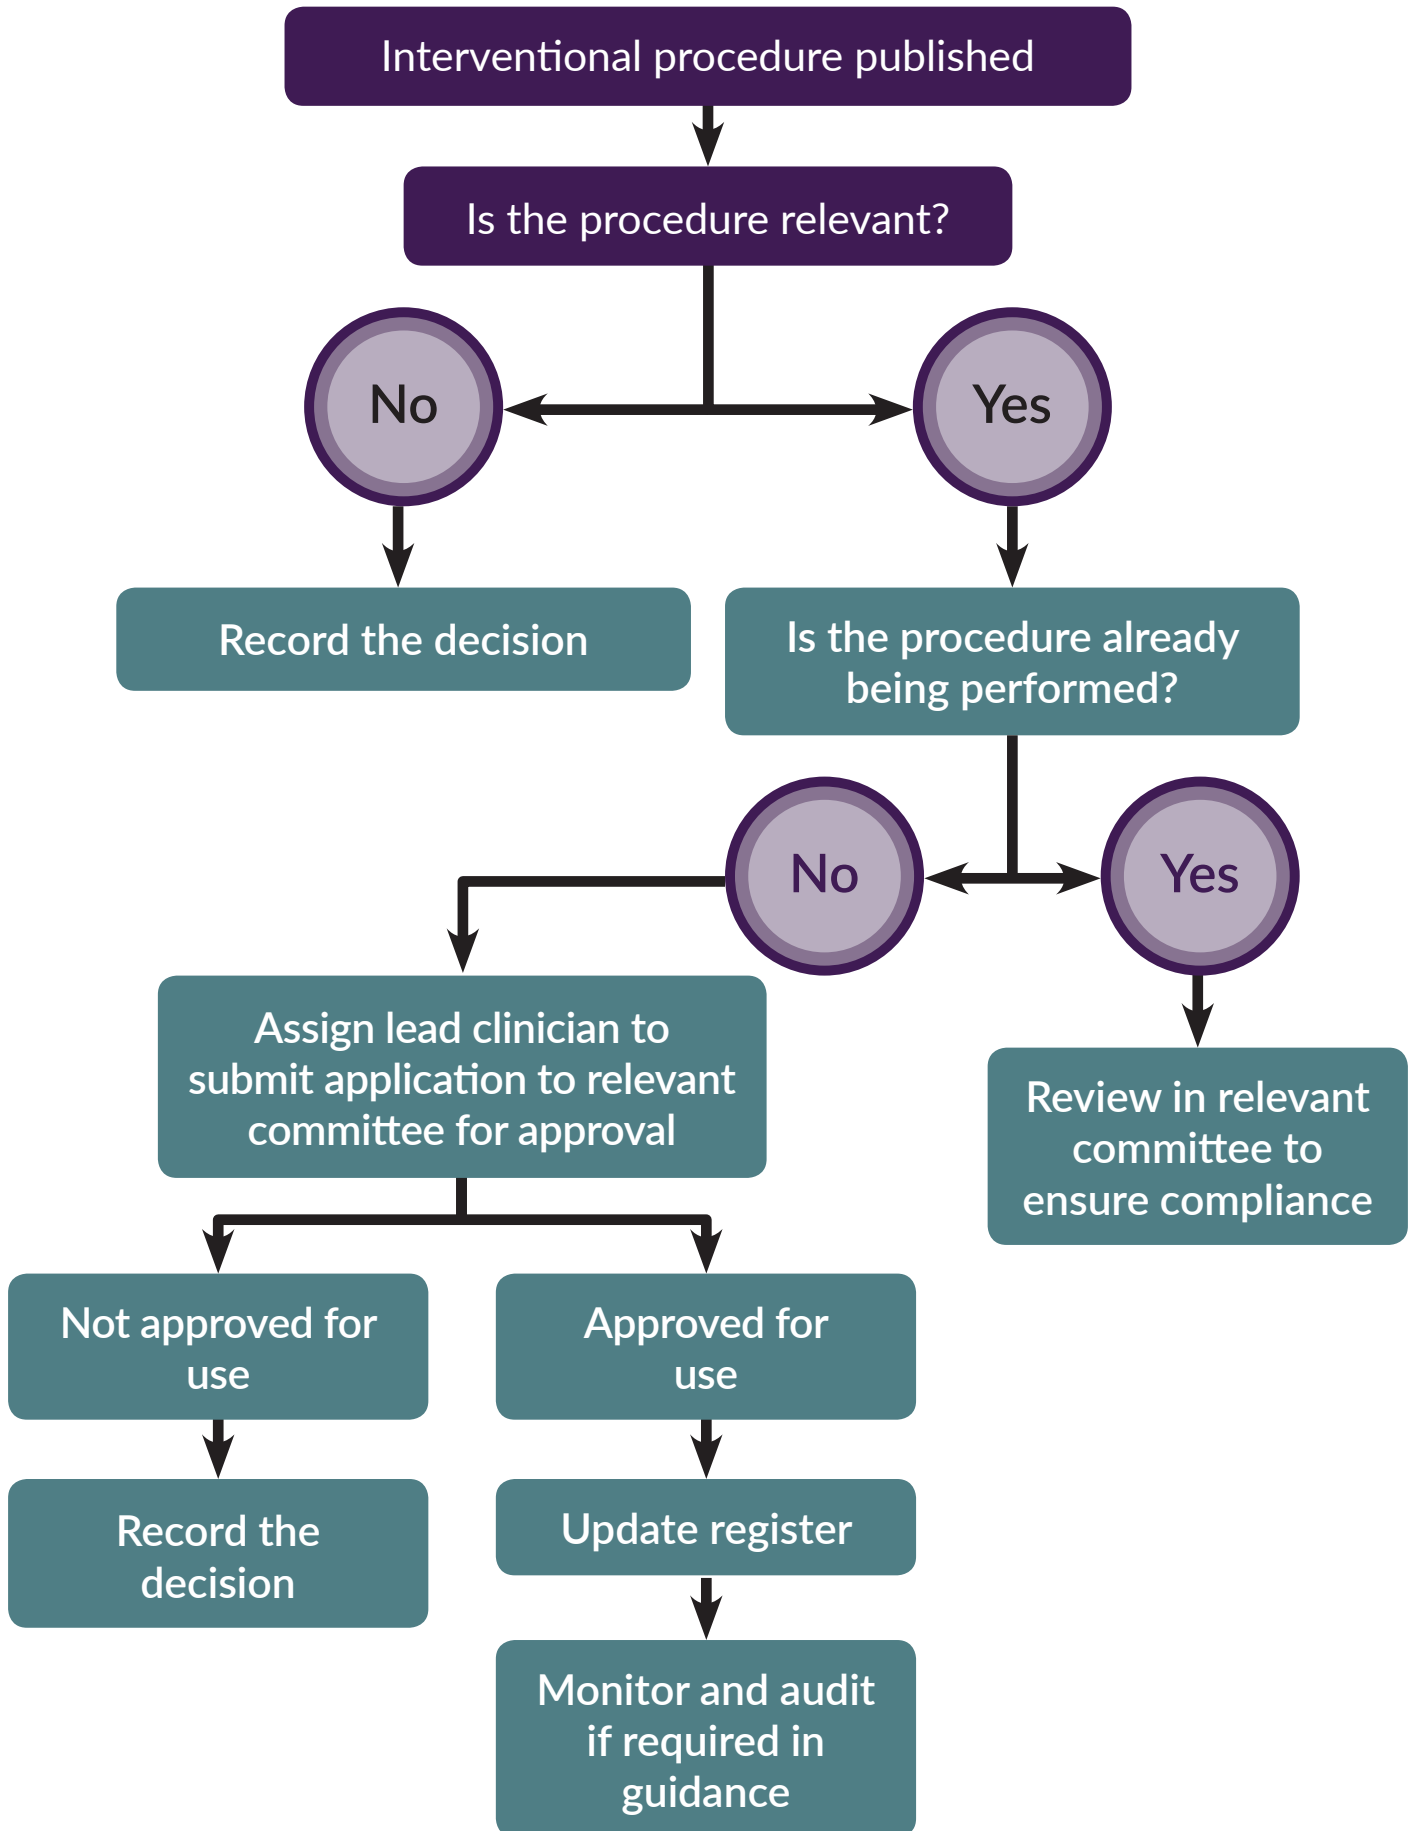 Interventional procedure published
Is the procedure relevant?
No
Yes
Record the decision
Is the procedure already
being performed?
No
Yes
Assign lead clinician to
submit application to relevant
committee for approval
Review in relevant
committee to
ensure compliance
Not approved for
use
Approved for
use
Record the
decision
Update register
Monitor and audit
if required in
guidance